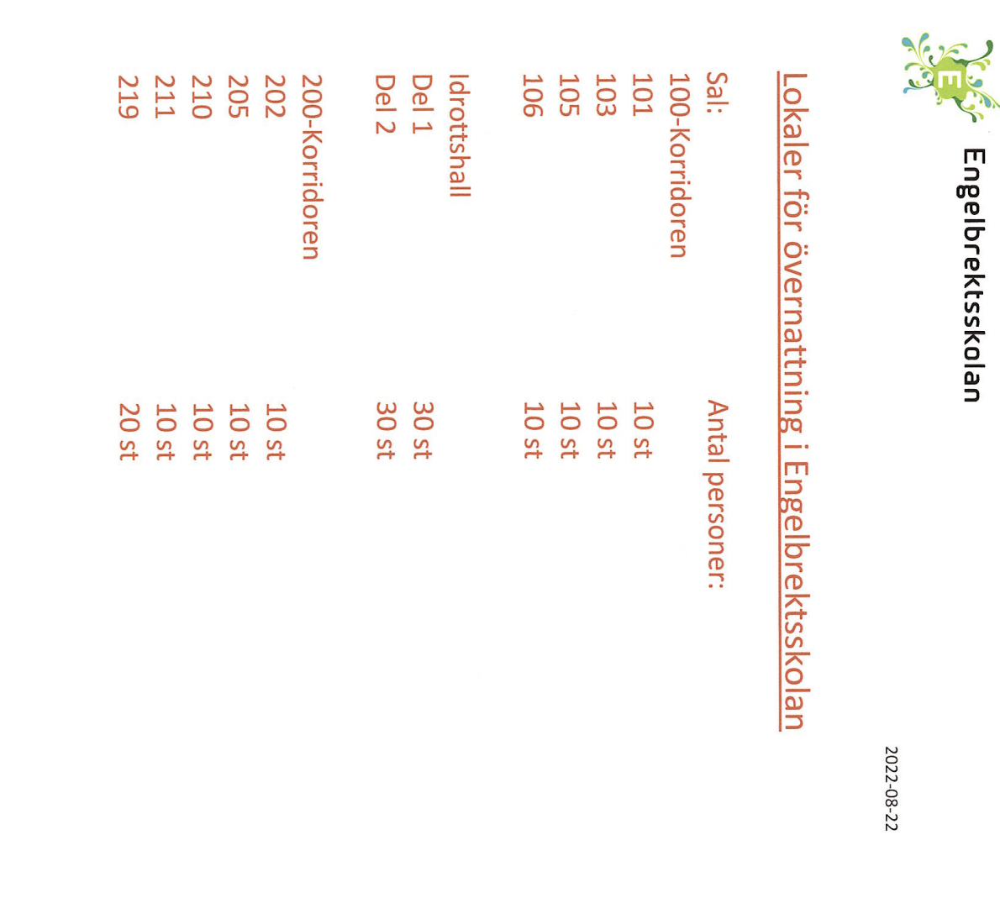 E
Engelbrektsskolan
2022-08-22
Lokaler för övernattning i Engelbrektsskolan
Sal: Antal personer:
100-Korridoren
101 10 st
103 10 st
105 10 st
106 10 st
Idrottshall
Del 1 30 st
Del 2 30 st
200-Korridoren
202 10 st
205 10 st
210 10 st
211 10 st
219 20 st